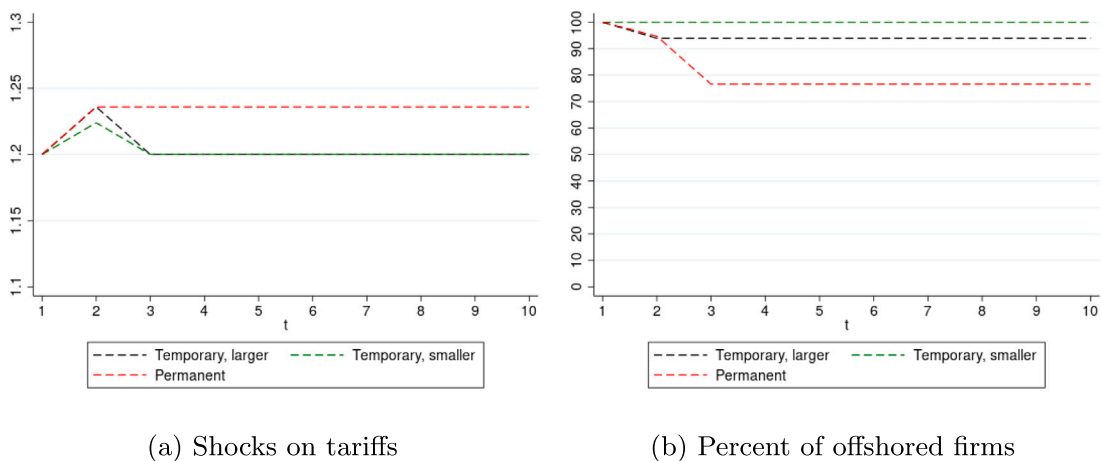 1.3
1.25
1.2
1.15
1.1
1 2 3 4 5 6 7 8 9 10
t
Temporary, larger Temporary, smaller
Permanent
(a) Shocks on tariffs
100
90
80
70
60
50
40
30
20
10
0
1 2 3 4 5 6 7 8 9 10
t
Temporary, larger Temporary, smaller
Permanent
(b) Percent of offshored firms